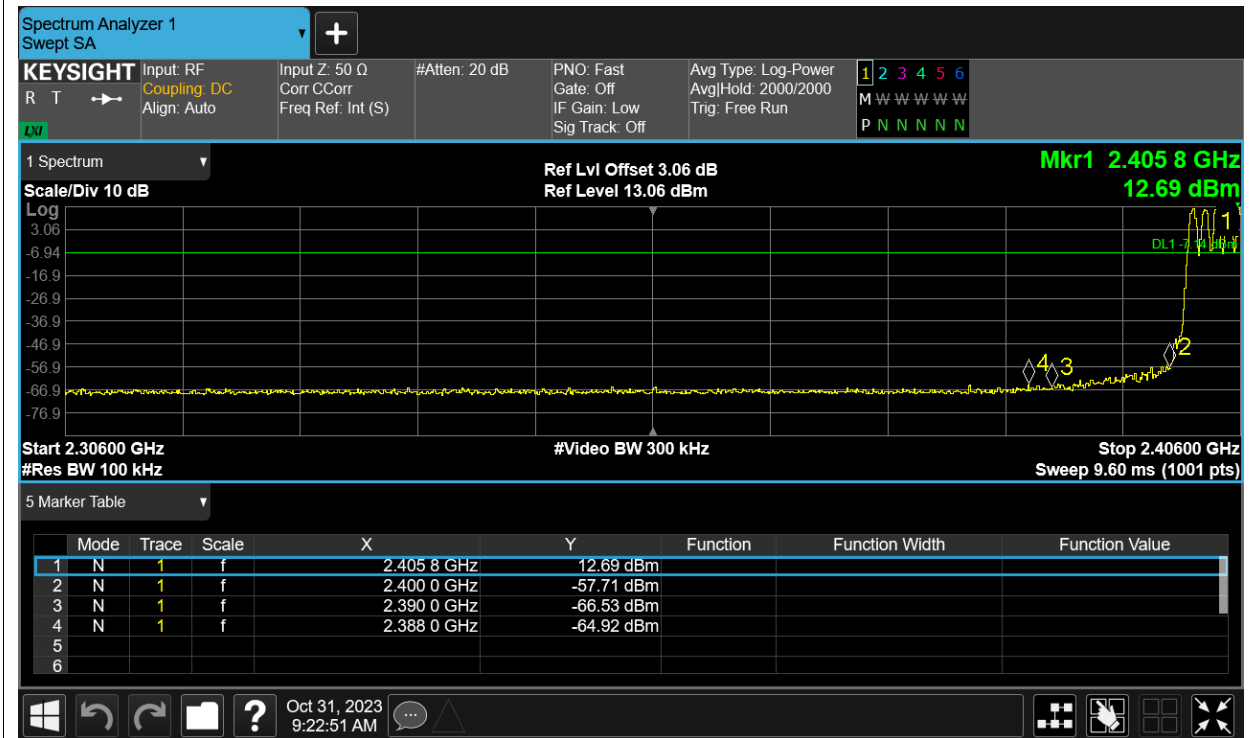 Spectrum Analyzer 1
Swept SA
KEYSIGHT
R T
LXI
Input: RF
Coupling: DC
Align: Auto
Input Z: 50 Ω
Corr CCorr
Freq Ref: Int (S)
#Atten: 20 dB
PNO: Fast
Gate: Off
IF Gain: Low
Sig Track: Off
Avg Type: Log-Power
Avg|Hold: 2000/2000
Trig: Free Run
1 2 3 4 5 6
M W W W W W
P N N N N N
1 Spectrum
Scale/Div 10 dB
Ref Lvl Offset 3.06 dB
Ref Level 13.06 dBm
Mkr1 2.405 8 GHz
12.69 dBm
Log
3.06
-6.94
-16.9
-26.9
-36.9
-46.9
-56.9
-66.9
-76.9
1
DL1 -7.14 dBm
2
4
3
Start 2.30600 GHz
#Video BW 300 kHz
Stop 2.40600 GHz
#Res BW 100 kHz
Sweep 9.60 ms (1001 pts)
5 Marker Table
Mode Trace Scale X Y Function Function Width Function Value
1 N 1 f 2.405 8 GHz 12.69 dBm
2 N 1 f 2.400 0 GHz -57.71 dBm
3 N 1 f 2.390 0 GHz -66.53 dBm
4 N 1 f 2.388 0 GHz -64.92 dBm
5
6
?
Oct 31, 2023
9:22:51 AM